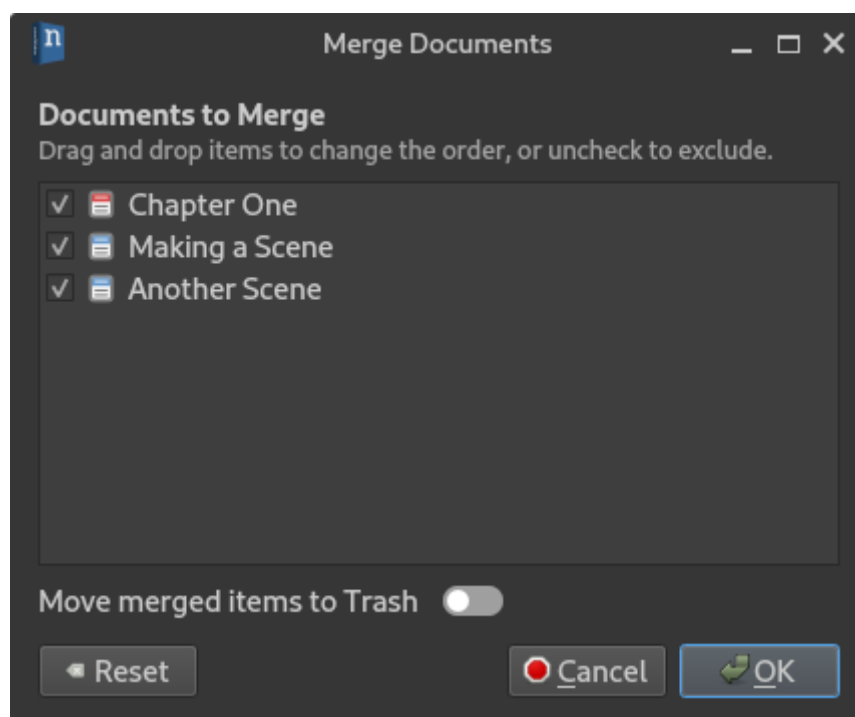 n
Merge Documents
Documents to Merge
Drag and drop items to change the order, or uncheck to exclude.
Chapter One
Making a Scene
Another Scene
Move merged items to Trash
Reset
Cancel
OK